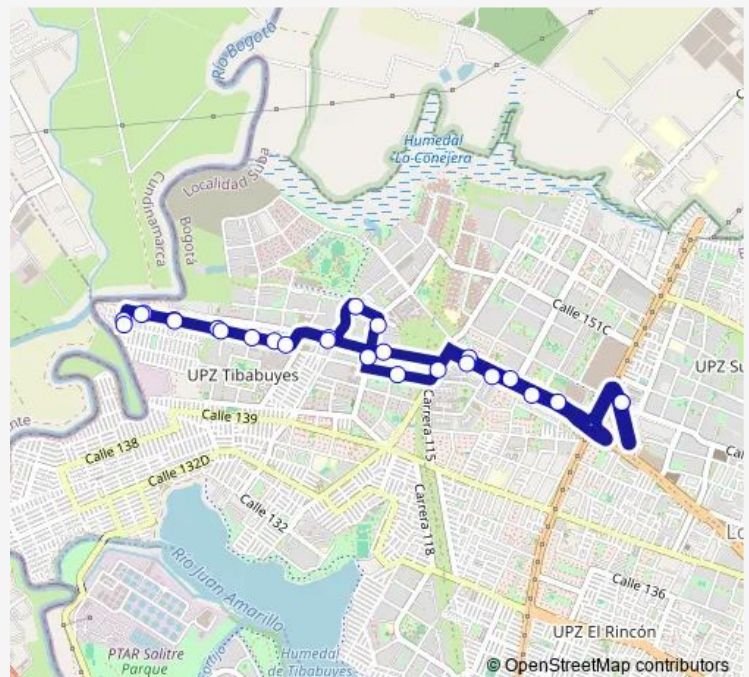 Río Bogotá
Humedal
La Conejera
Localidad Suba
Cundinamarca
Bogotá
Calle 151C
UPZ Tibabuyes
UPZ Su
Calle 139
Carrera 115
Calle 138
Calle 132D
Calle 132
Carrera 118
Río Juan Amarillo
Calle 136
UPZ El Rincón
PTAR Salitre
Parque
Humedal
de Tibabuyes
© OpenStreetMap contributors